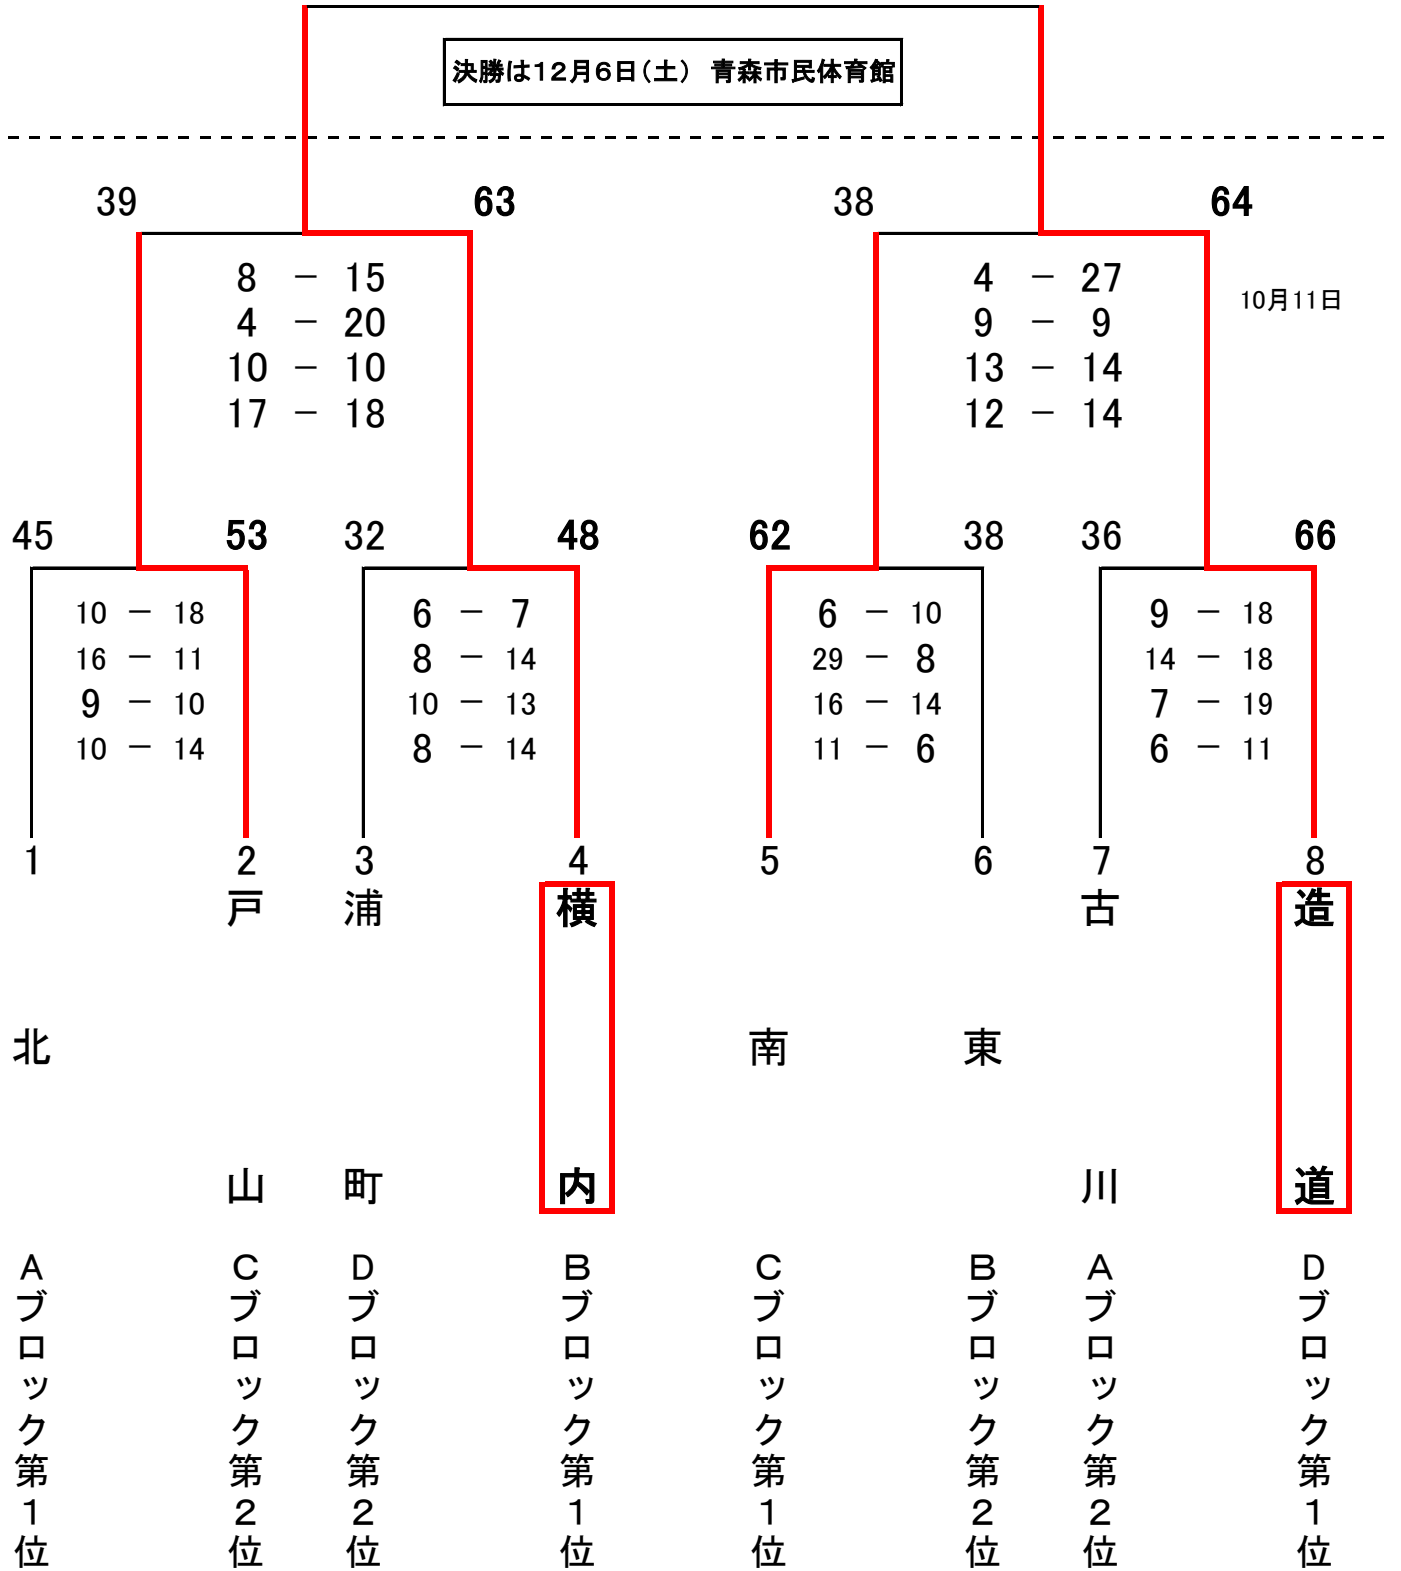 決勝は12月6日(土) 青森市民体育館
39 63 38 64
8 － 15 4 － 27
10月11日
4 － 20 9 － 9
10 － 10 13 － 14
17 － 18 12 － 14
45 53 32 48 62 38 36 66
10 － 18 6 － 7 6 － 10 9 － 18
16 － 11 8 － 14 29 － 8 14 － 18
9 － 10 10 － 13 16 － 14 7 － 19
10 － 14 8 － 14 11 － 6 6 － 11
1 2 3 4 5 6 7 8
北
戸山
浦町
横内
南
東
古川
造道
Aブロック第1位
Cブロック第2位
Dブロック第2位
Bブロック第1位
Cブロック第1位
Bブロック第2位
Aブロック第2位
Dブロック第1位